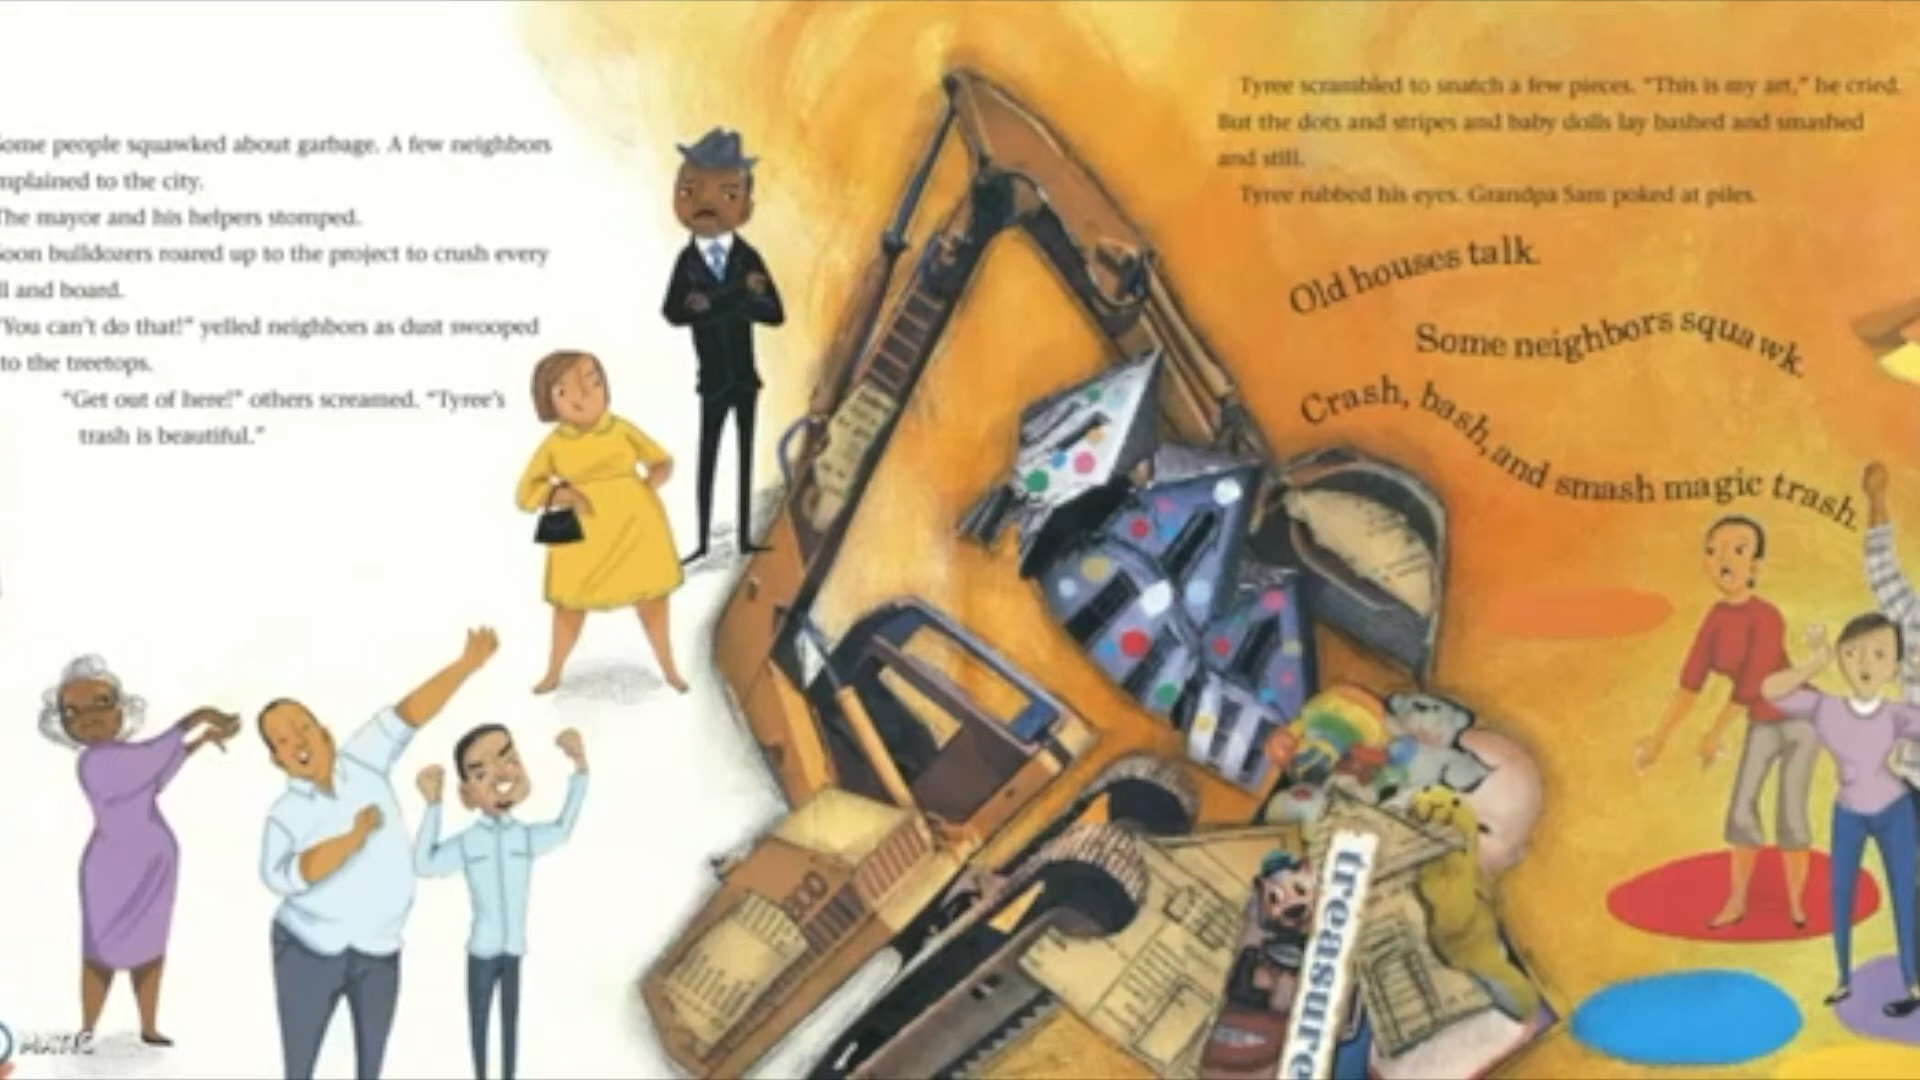 ome people squawked about garbage. A few neighbors
mplained to the city.
The mayor and his helpers stomped.
oon bulldozers roared up to the project to crush every
ll and board.
"You can't do that!" yelled neighbors as dust swooped
to the treetops.
"Get out of here!" others screamed. "Tyree's
trash is beautiful."
Tyree scrambled to snatch a few pieces. "This is my art," he cried.
But the dots and stripes and baby dolls lay bashed and smashed
and still.
Tyree rubbed his eyes. Grandpa Sam poked at piles.
Old houses talk.
Some neighbors squawk.
Crash, bash, and smash magic trash.
treasure
MATIC